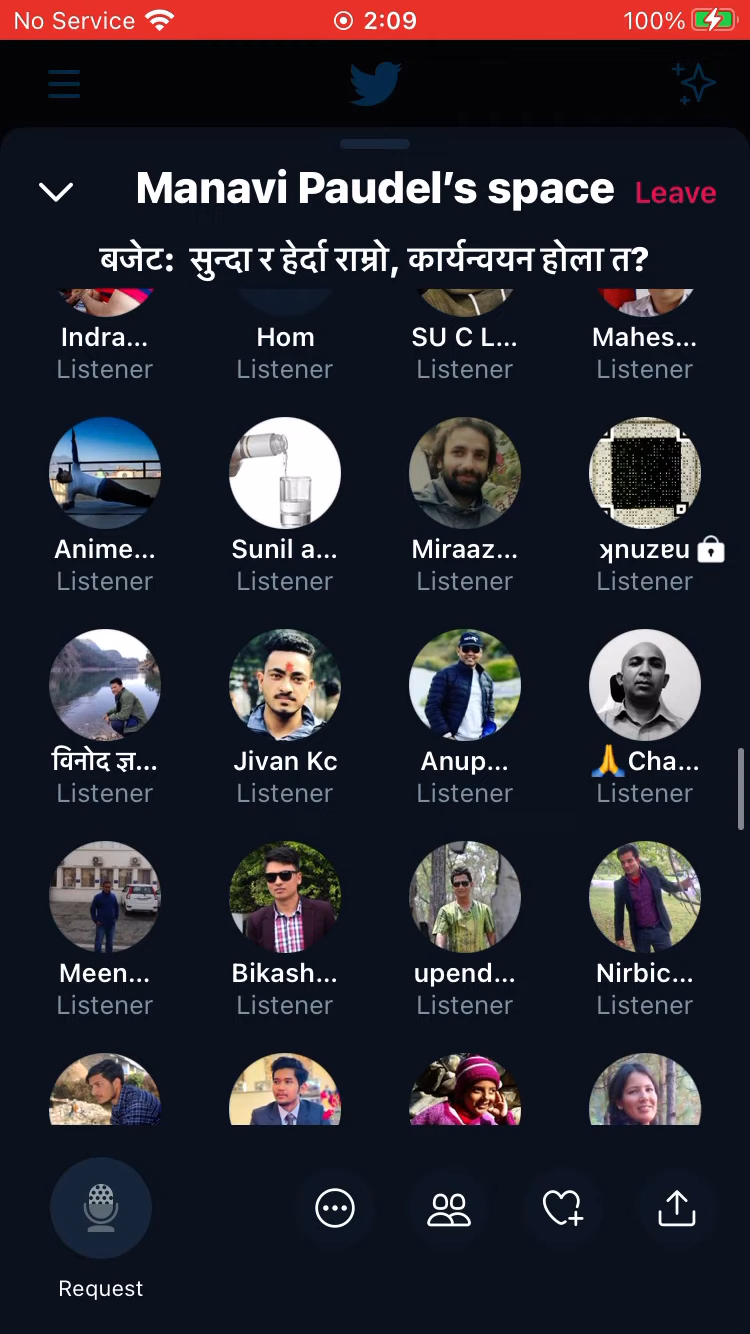 No Service 2:09 100%
Manavi Paudel's space Leave
बजेट: सुन्दा र हेर्दा राम्रो, कार्यन्वयन होला त?
Indra... Hom SU C L... Mahes...
Listener Listener Listener Listener
Anime... Sunil a... Miraaz... ʞnuzɐu
Listener Listener Listener Listener
विनोद ज्ञ... Jivan Kc Anup... 🙏Cha...
Listener Listener Listener Listener
Meen... Bikash... upend... Nirbic...
Listener Listener Listener Listener
Request